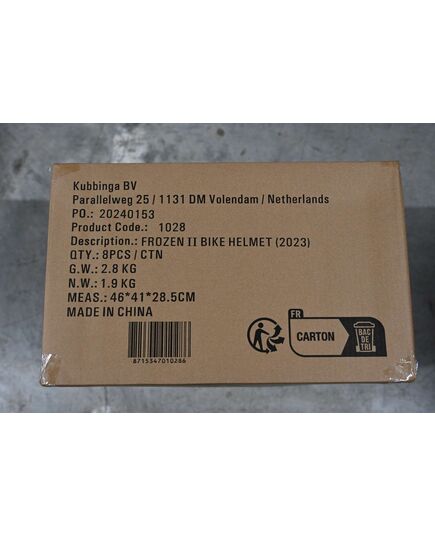 Kubbinga BV
Parallelweg 25 / 1131 DM Volendam / Netherlands
PO.: 20240153
Product Code.: 1028
Description.: FROZEN II BIKE HELMET (2023)
QTY.: 8PCS / CTN
G.W.: 2.8 KG
N.W.: 1.9 KG
MEAS.: 46*41*28.5CM
MADE IN CHINA
8715347010286
FR
CARTON
BAC
DE
TRI